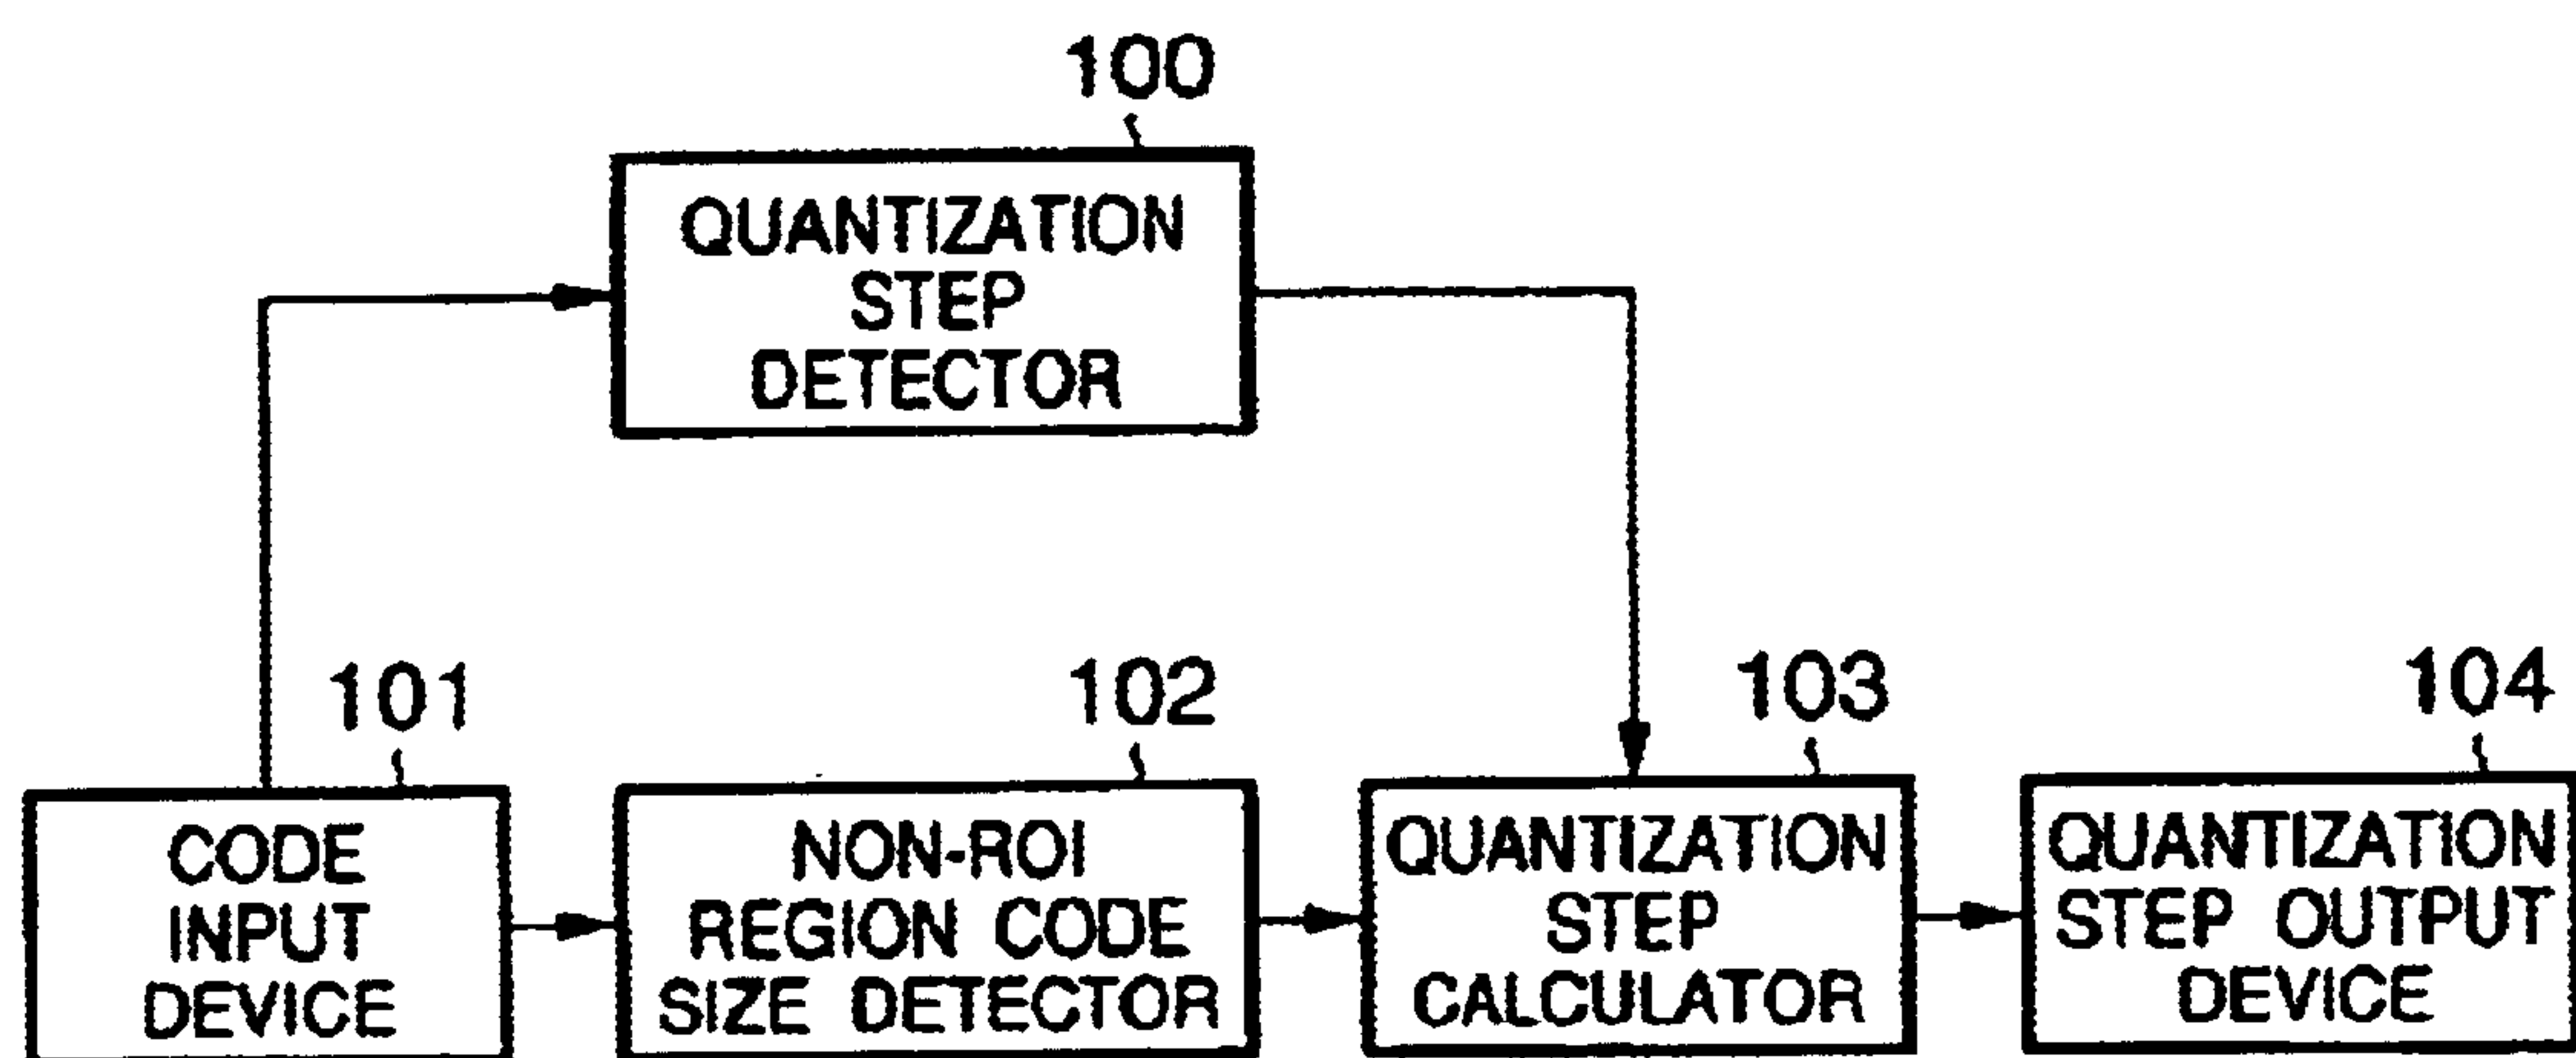 100
QUANTIZATION
STEP
DETECTOR
101
CODE
INPUT
DEVICE
102
NON-ROI
REGION CODE
SIZE DETECTOR
103
QUANTIZATION
STEP
CALCULATOR
104
QUANTIZATION
STEP OUTPUT
DEVICE